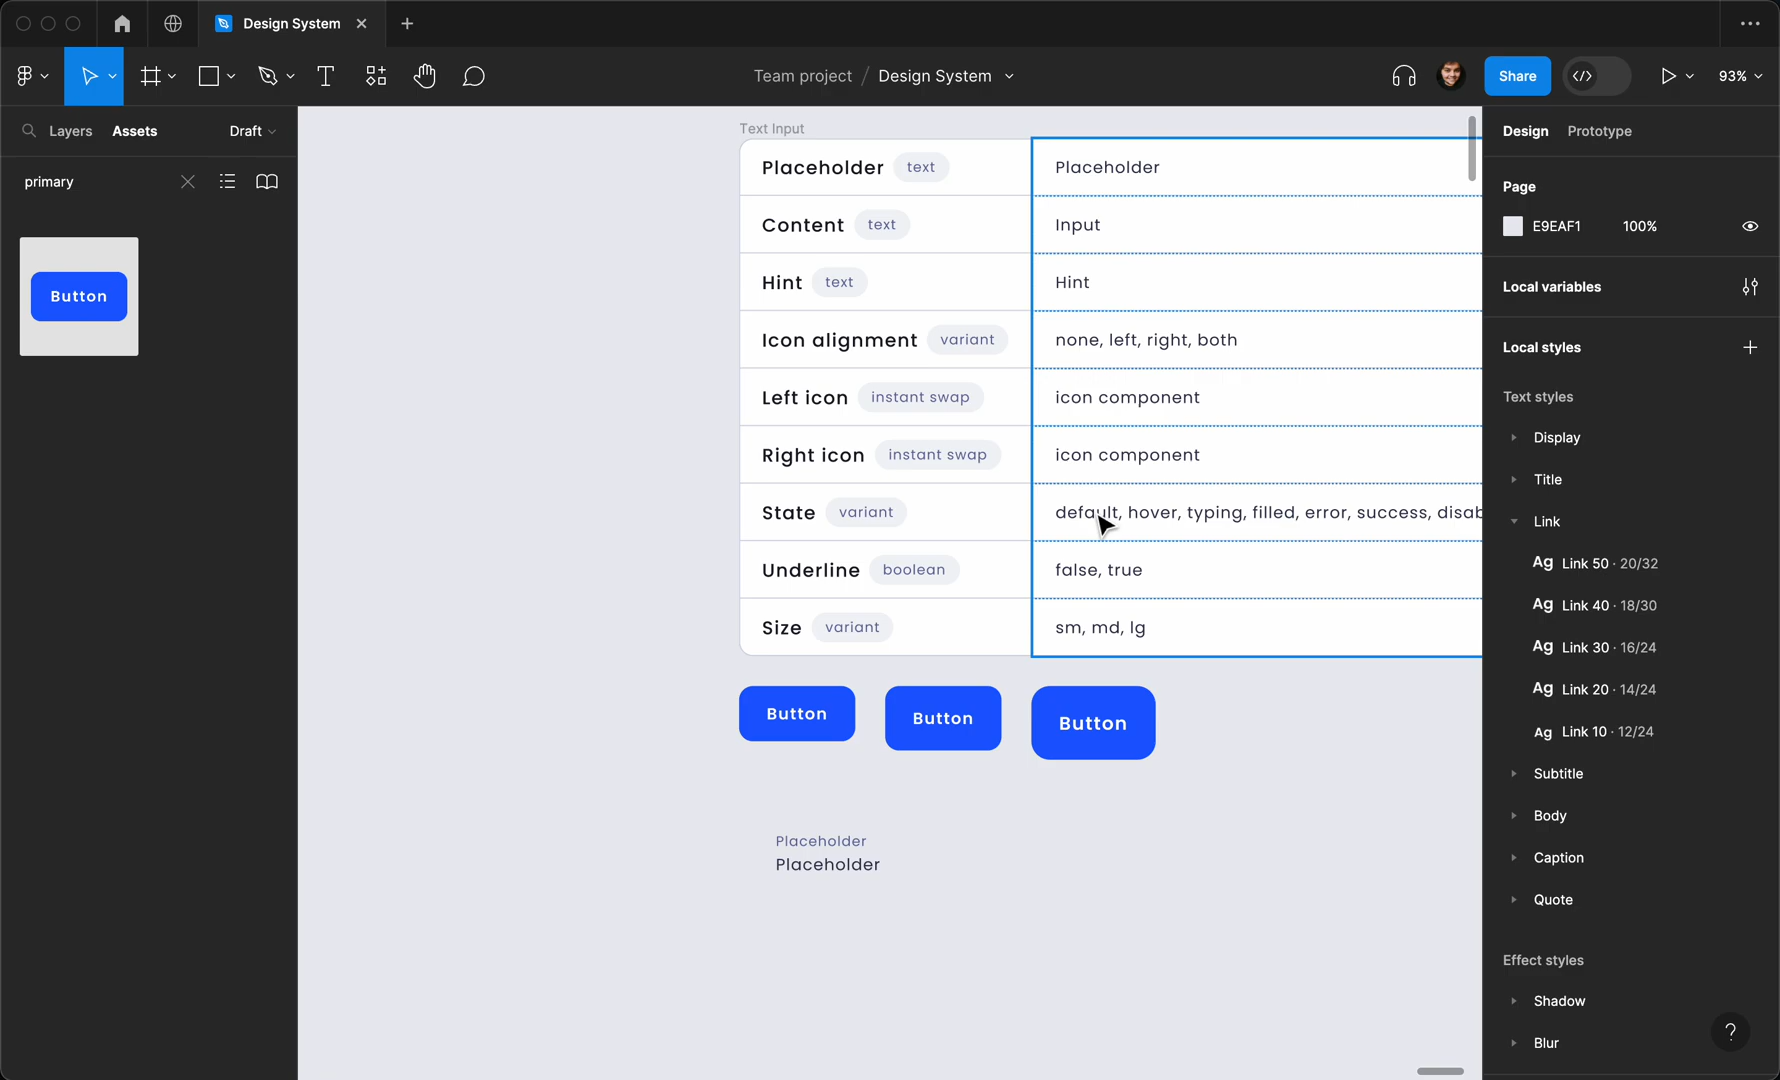 Design System
Team project / Design System
Share
93%
Layers
Assets
Draft
primary
Button
Text Input
Placeholder text
Placeholder
Content text
Input
Hint text
Hint
Icon alignment variant
none, left, right, both
Left icon instant swap
icon component
Right icon instant swap
icon component
State variant
default, hover, typing, filled, error, success, disab
Underline boolean
false, true
Size variant
sm, md, lg
Button
Button
Button
Placeholder
Placeholder
Design
Prototype
Page
E9EAF1
100%
Local variables
Local styles
Text styles
Display
Title
Link
Ag Link 50 · 20/32
Ag Link 40 · 18/30
Ag Link 30 · 16/24
Ag Link 20 · 14/24
Ag Link 10 · 12/24
Subtitle
Body
Caption
Quote
Effect styles
Shadow
Blur
?